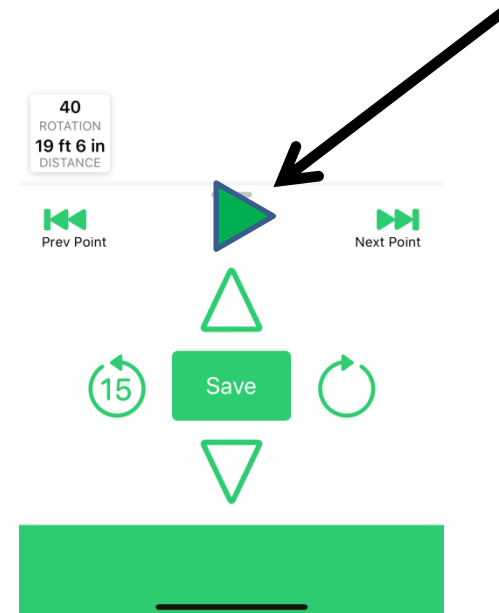 40
ROTATION
19 ft 6 in
DISTANCE
Prev Point
Next Point
15
Save